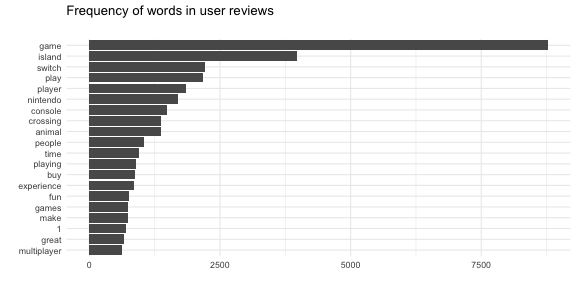 Frequency of words in user reviews
game
island
switch
play
player
nintendo
console
crossing
animal
people
time
playing
buy
experience
fun
games
make
1
great
multiplayer
0 2500 5000 7500